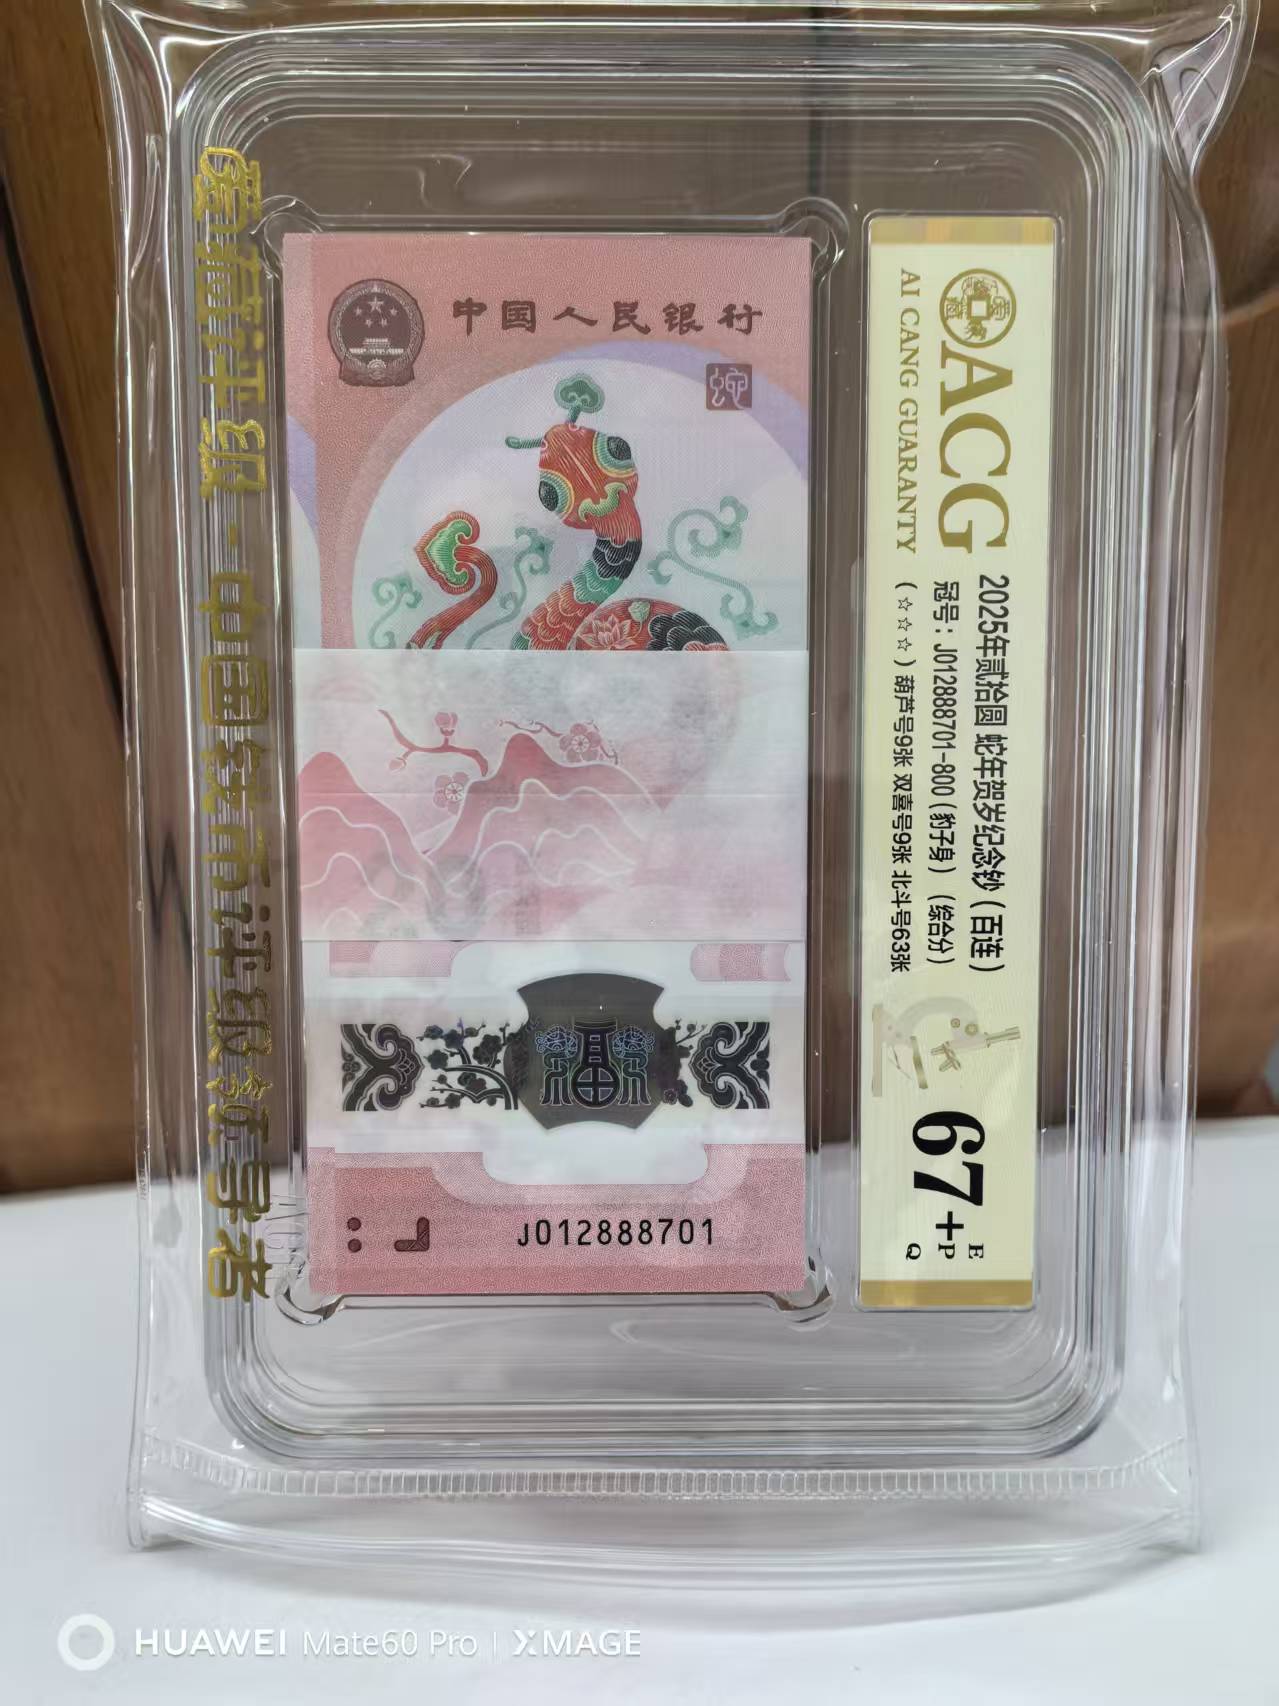 爱藏评级-中国钱币评级领导者
中国人民银行
蛇
J012888701
ACG
AI CANG GUARANTY
2025年贰拾圆 蛇年贺岁纪念钞(百连)
冠号:J012888701-800(豹子身)(综合分)
(☆☆☆)葫芦号9张 双喜号9张 北斗号63张
67+
E
P
Q
HUAWEI Mate60 Pro | XMAGE